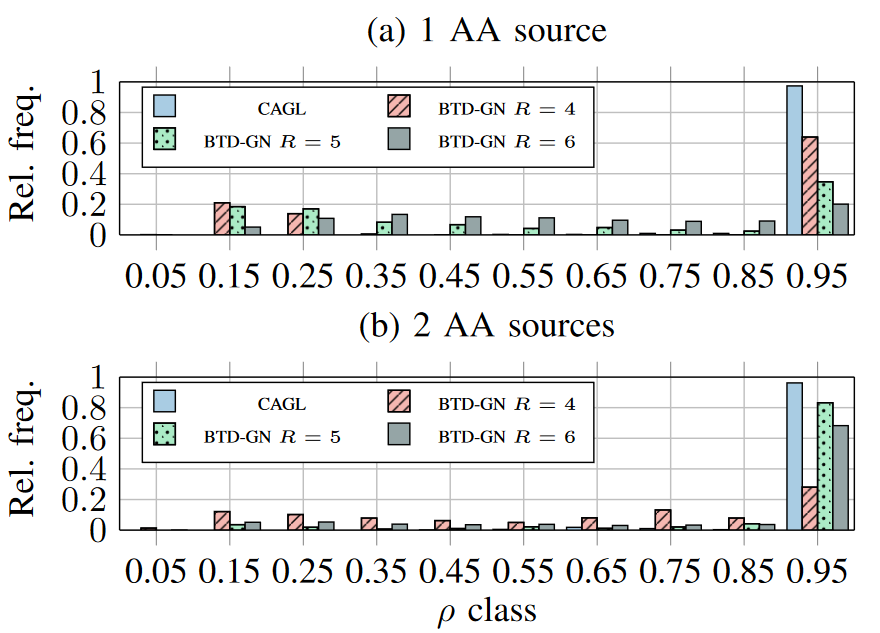 (a) 1 AA source
Rel. freq.
1
0.8
0.6
0.4
0.2
0
CAGL
BTD-GN R = 4
BTD-GN R = 5
BTD-GN R = 6
0.05 0.15 0.25 0.35 0.45 0.55 0.65 0.75 0.85 0.95
(b) 2 AA sources
Rel. freq.
1
0.8
0.6
0.4
0.2
0
CAGL
BTD-GN R = 4
BTD-GN R = 5
BTD-GN R = 6
0.05 0.15 0.25 0.35 0.45 0.55 0.65 0.75 0.85 0.95
ρ class